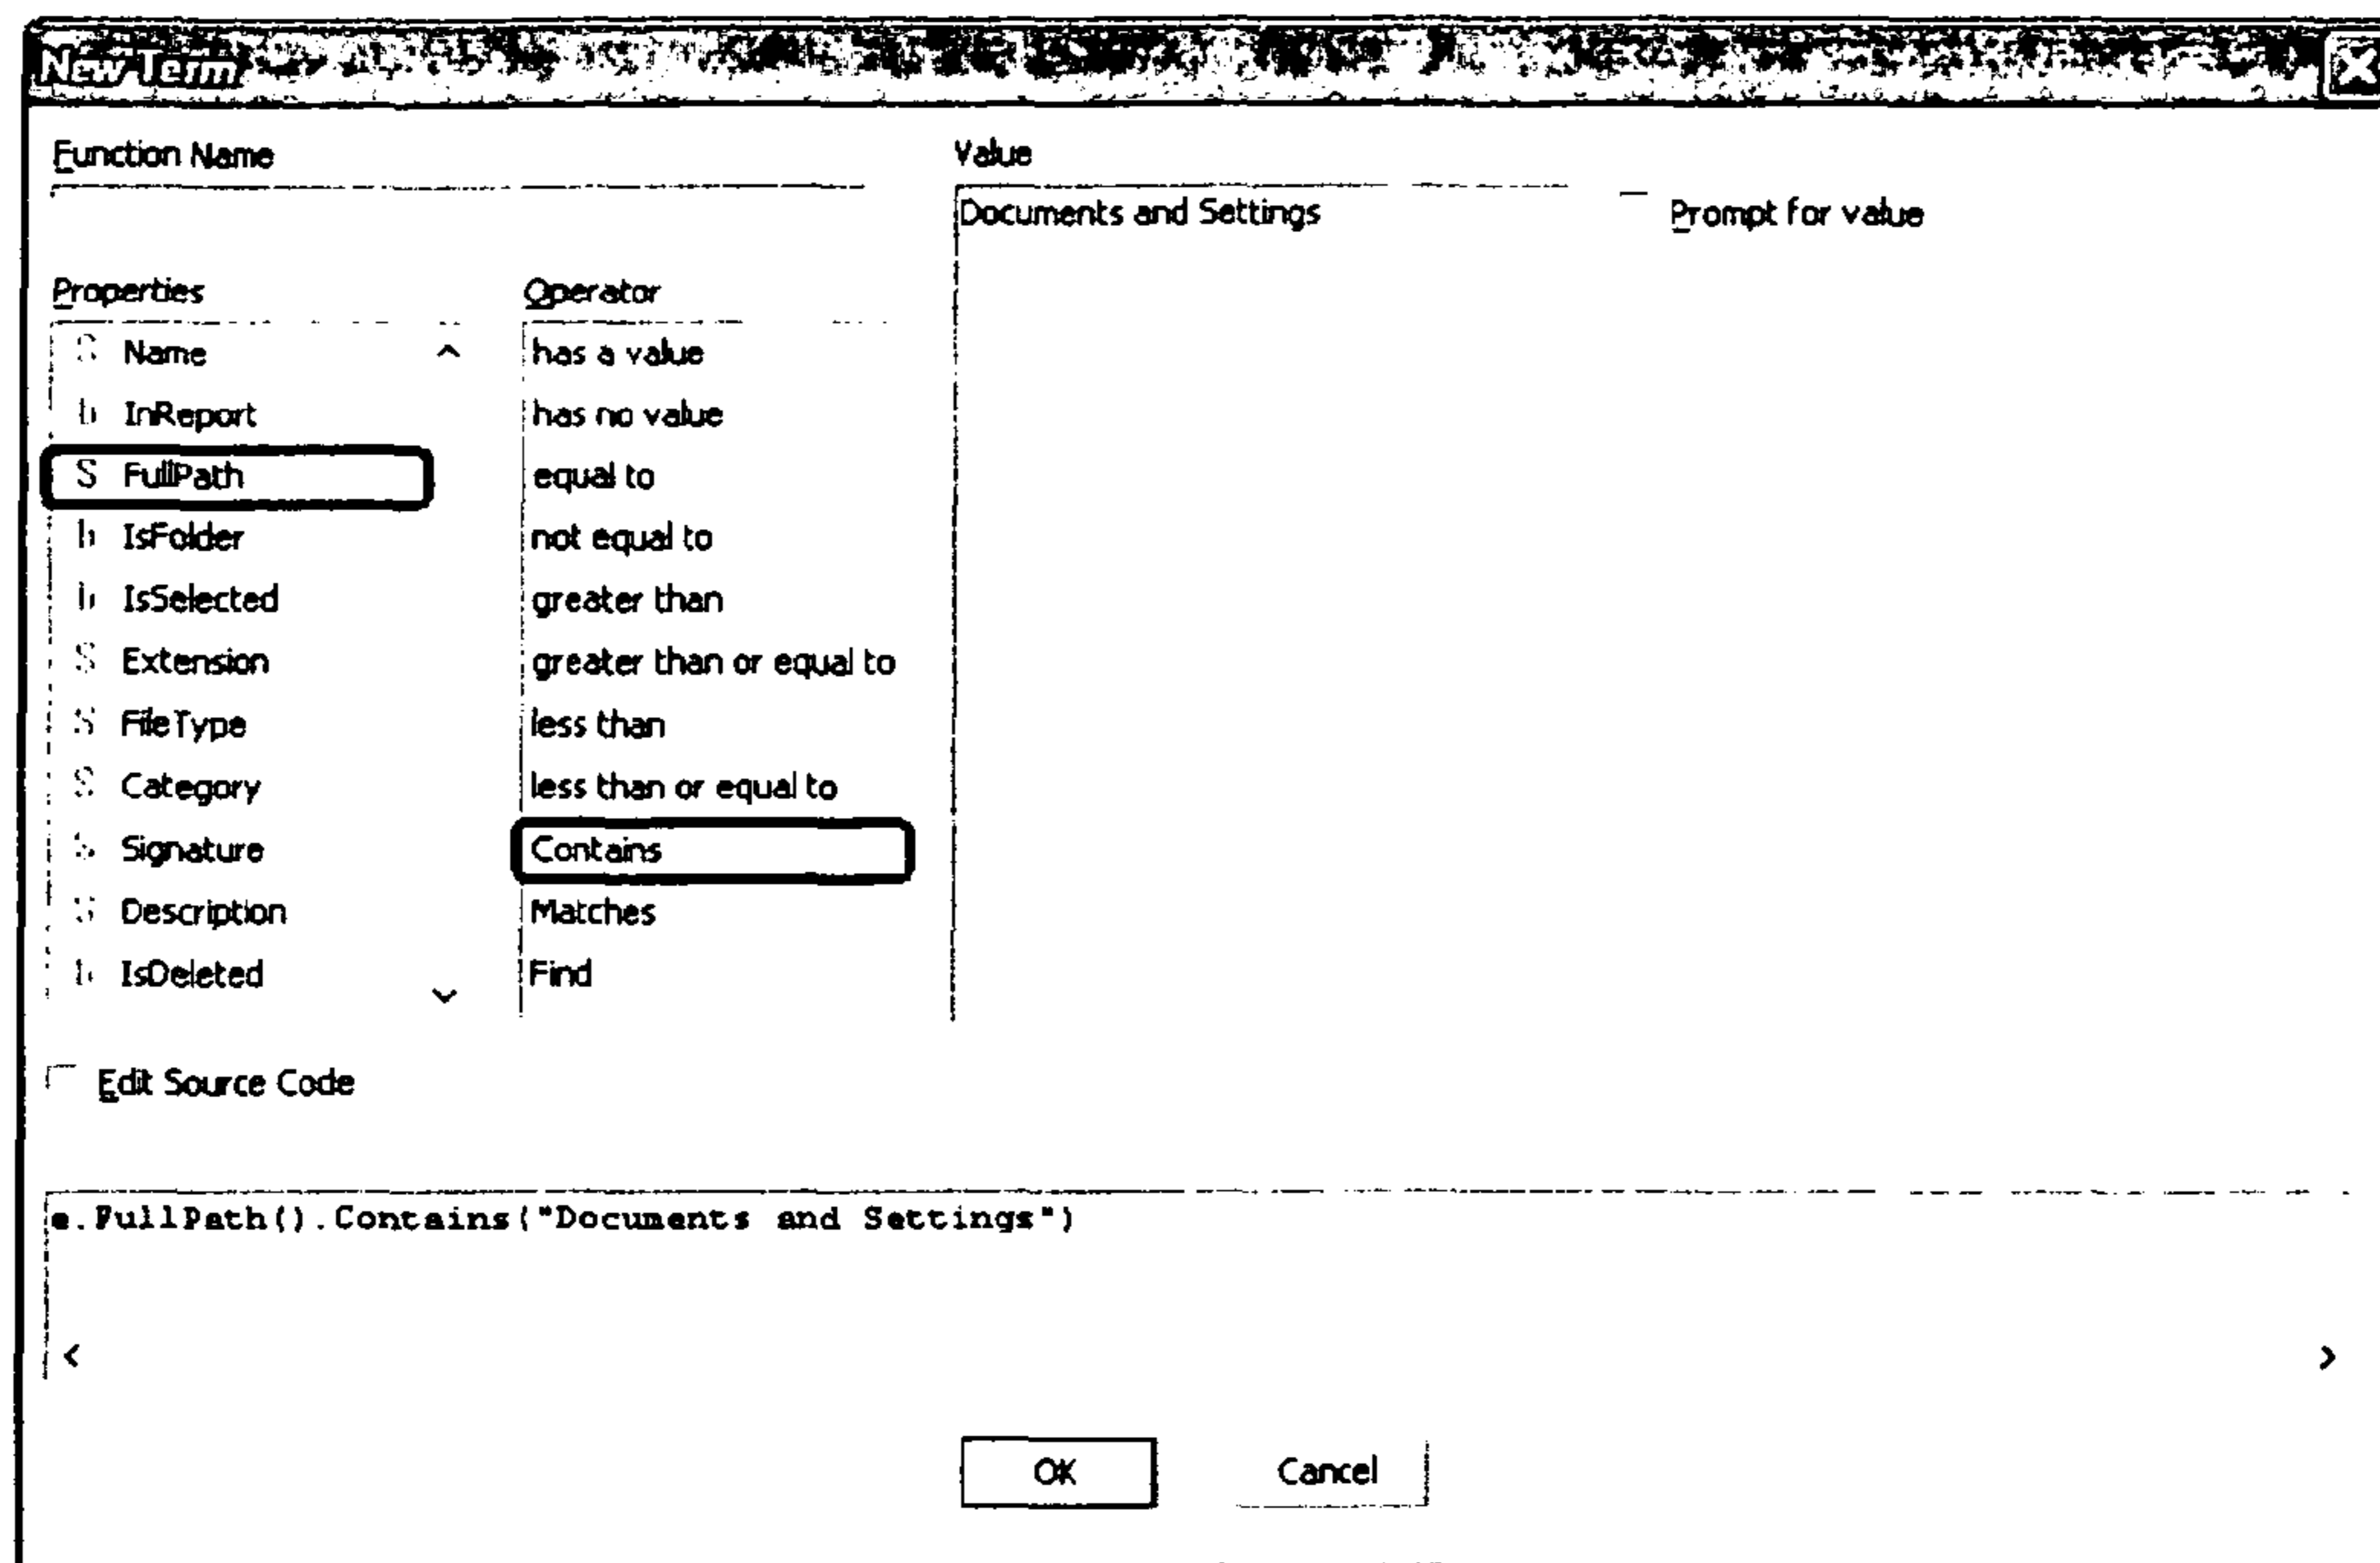 New Term
Function Name
Value
Documents and Settings
Prompt for value
Properties
Operator
S Name
b InReport
S FullPath
b IsFolder
b IsSelected
S Extension
S FileType
S Category
S Signature
S Description
b IsDeleted
has a value
has no value
equal to
not equal to
greater than
greater than or equal to
less than
less than or equal to
Contains
Matches
Find
Edit Source Code
e.FullPath().Contains("Documents and Settings")
OK
Cancel